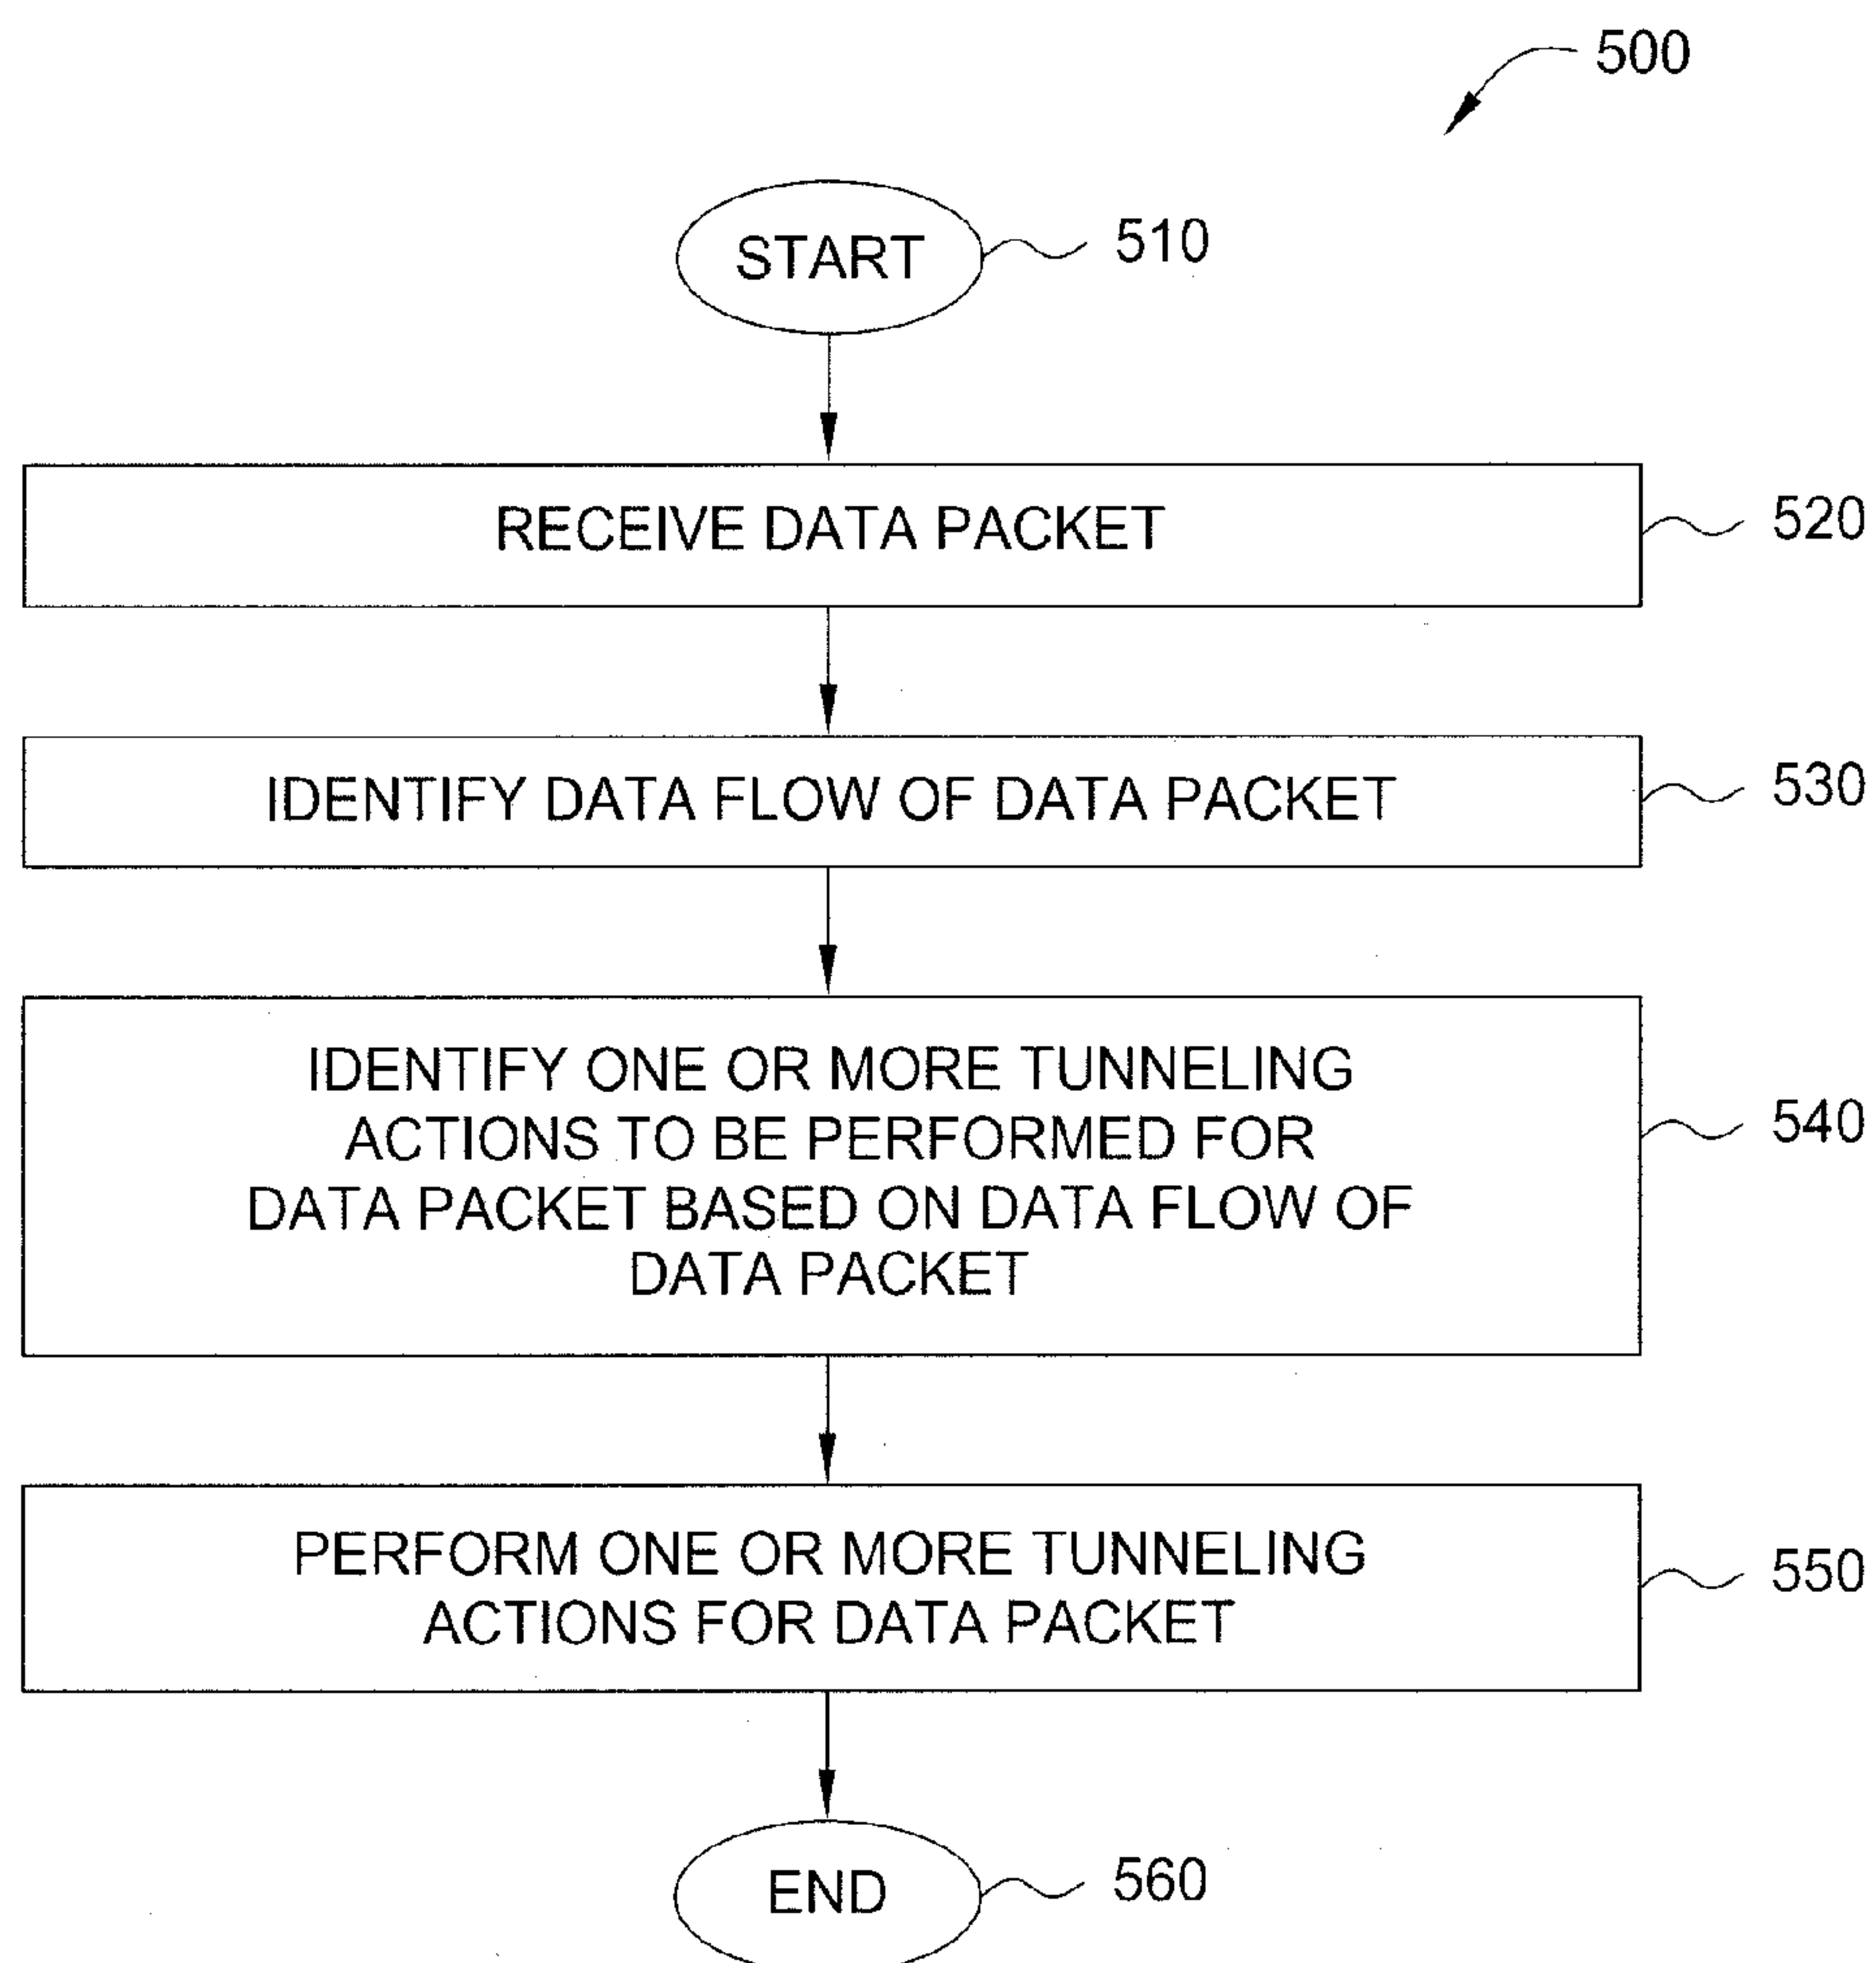 500
START
510
RECEIVE DATA PACKET
520
IDENTIFY DATA FLOW OF DATA PACKET
530
IDENTIFY ONE OR MORE TUNNELING
ACTIONS TO BE PERFORMED FOR
DATA PACKET BASED ON DATA FLOW OF
DATA PACKET
540
PERFORM ONE OR MORE TUNNELING
ACTIONS FOR DATA PACKET
550
END
560